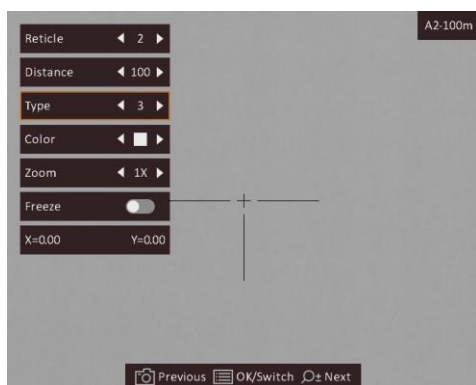 A2-100m
Reticle 2
Distance 100
Type 3
Color
Zoom 1X
Freeze
X=0.00 Y=0.00
Previous OK/Switch Next